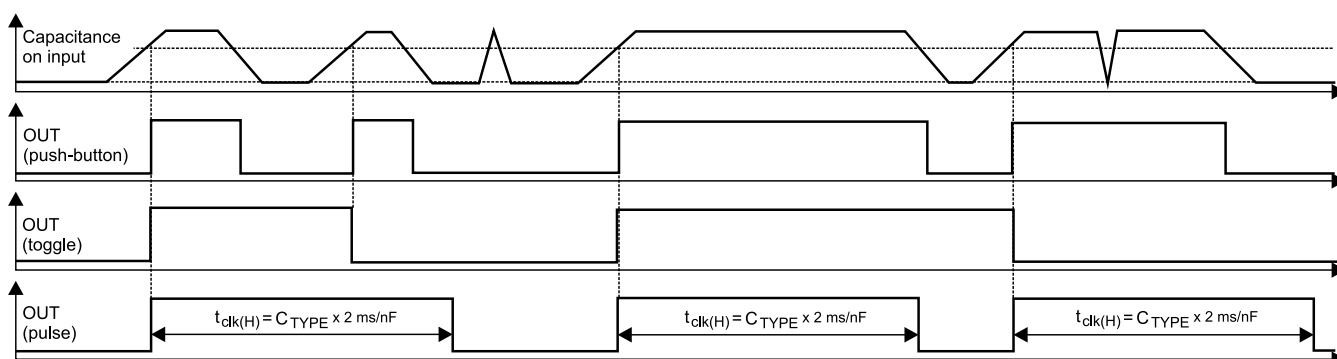 Capacitance
on input
OUT
(push-button)
OUT
(toggle)
OUT
(pulse)
tclk(H) = CTYPE x 2 ms/nF
tclk(H) = CTYPE x 2 ms/nF
tclk(H) = CTYPE x 2 ms/nF